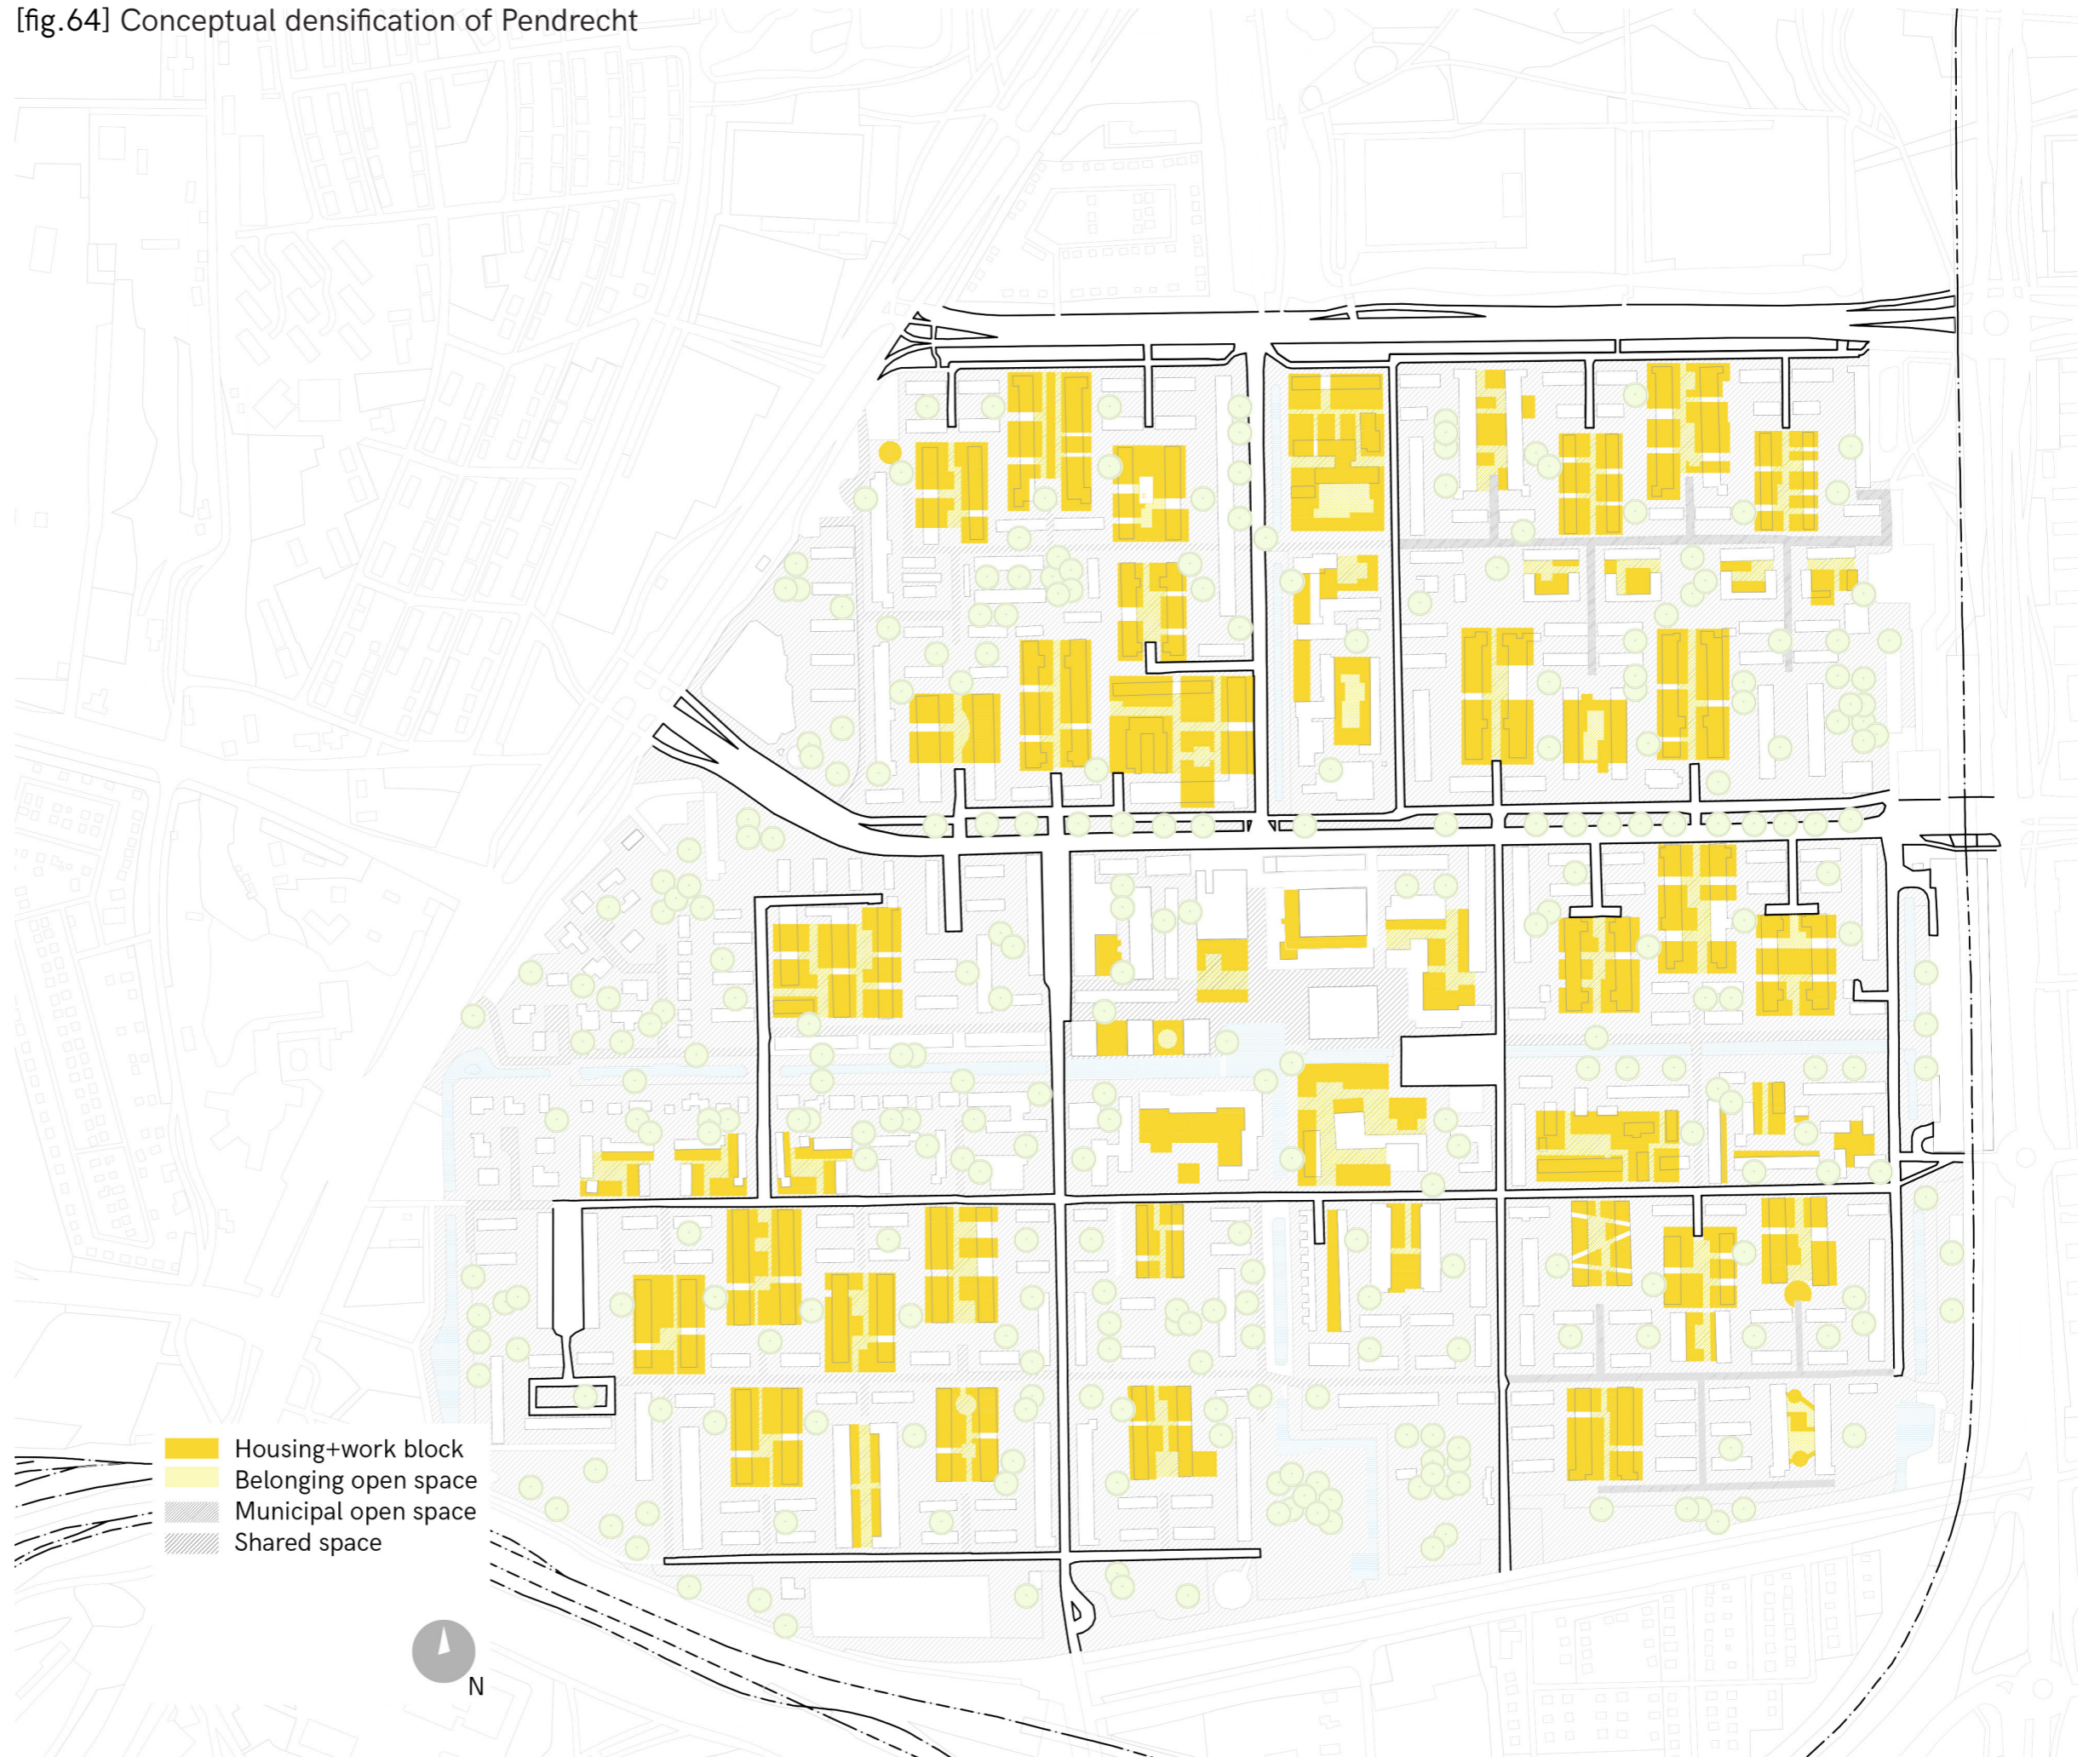 [fig.64] Conceptual densification of Pendrecht
Housing+work block
Belonging open space
Municipal open space
Shared space
N